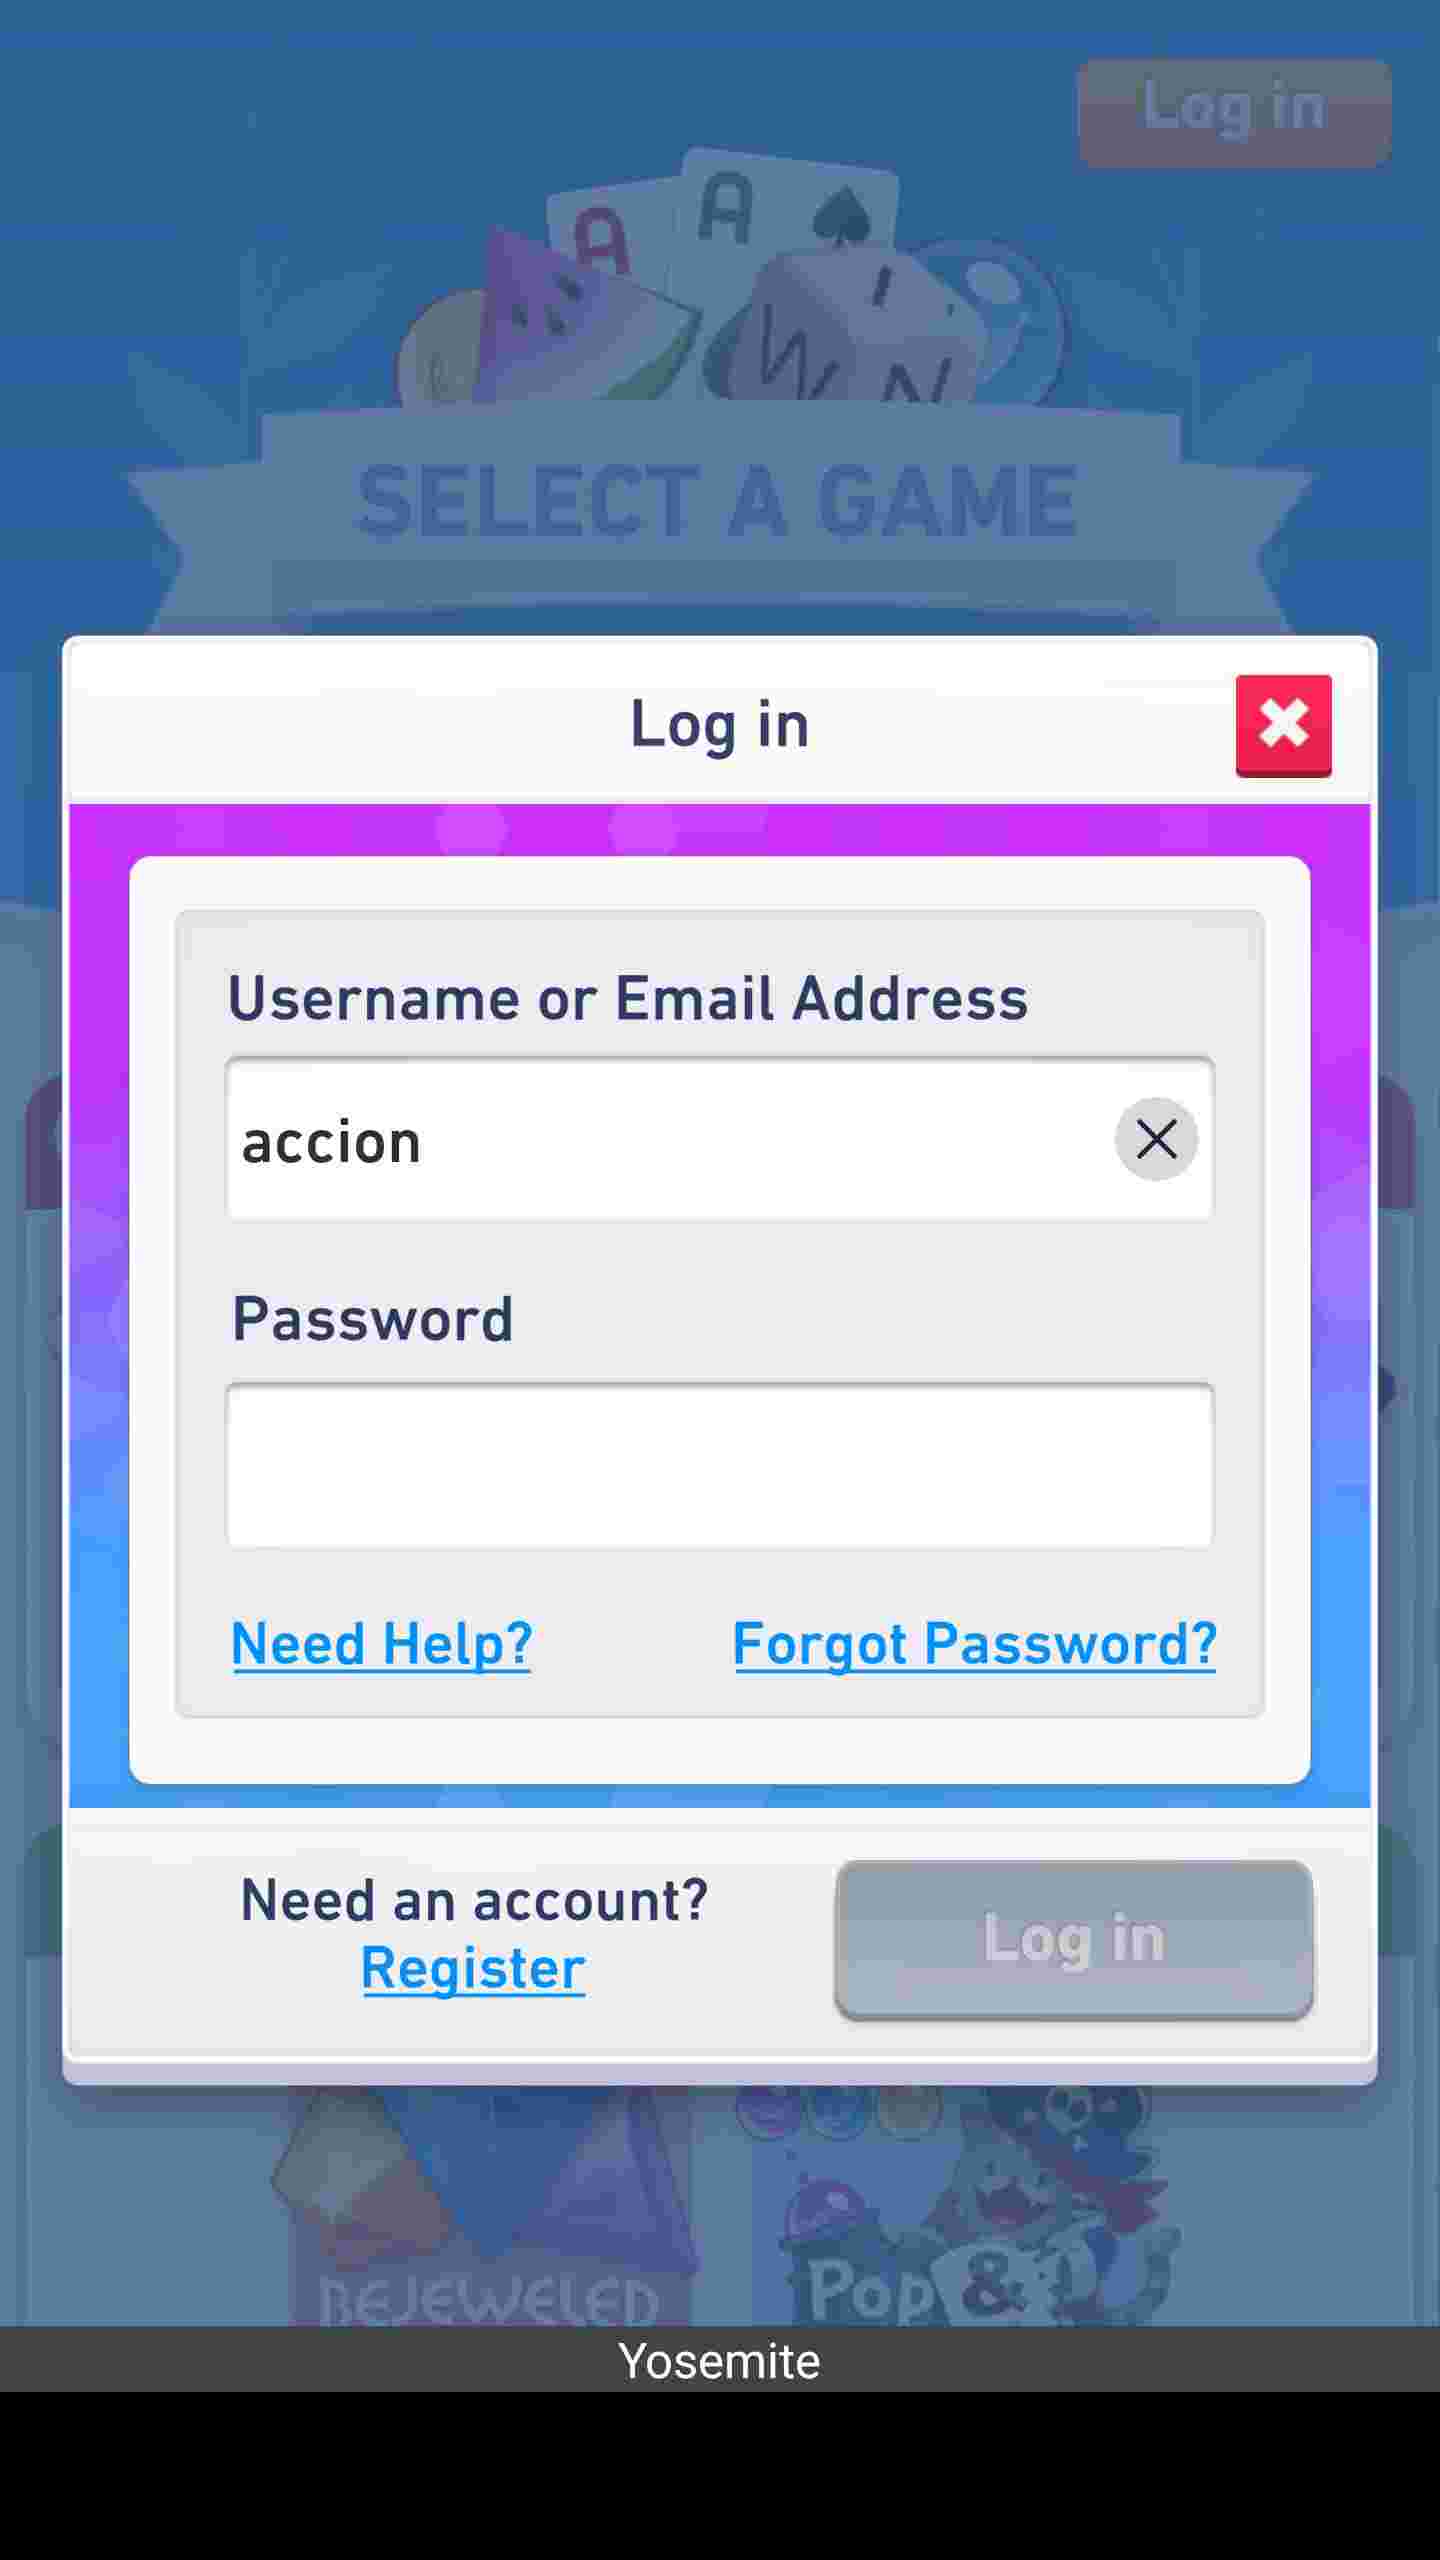 Log in
A
A
W
I
N
SELECT A GAME
Log in
Username or Email Address
accion
Password
Need Help?
Forgot Password?
Need an account?
Register
Log in
BEJEWELED
Pop &
Yosemite